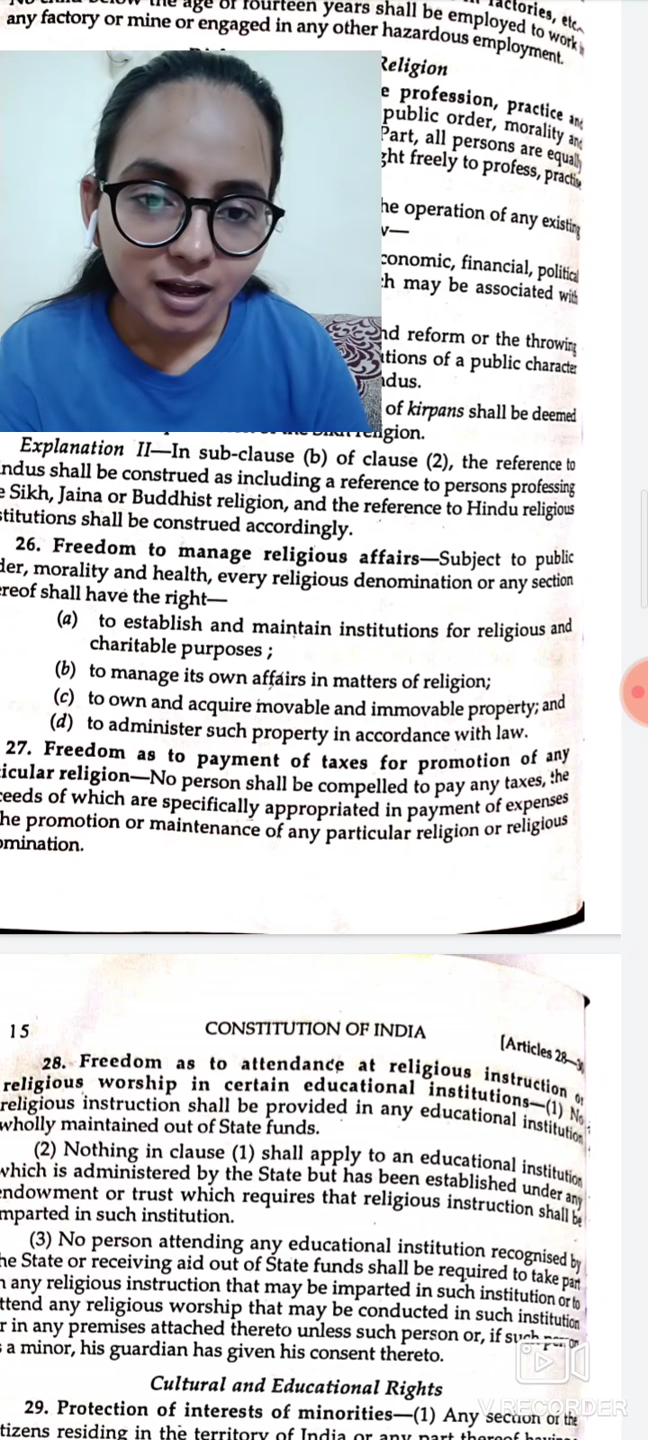 the age of fourteen years shall be employed to work in
any factory or mine or engaged in any other hazardous employment.
Religion
e profession, practice and
public order, morality and
Part, all persons are equally
ght freely to profess, practise
he operation of any existing
v—
conomic, financial, political
h may be associated with
nd reform or the throwing
utions of a public character
ndus.
of kirpans shall be deemed
religion.
Explanation II—In sub-clause (b) of clause (2), the reference to
indus shall be construed as including a reference to persons professing
e Sikh, Jaina or Buddhist religion, and the reference to Hindu religious
stitutions shall be construed accordingly.
26. Freedom to manage religious affairs—Subject to public
der, morality and health, every religious denomination or any section
ereof shall have the right—
(a) to establish and maintain institutions for religious and
charitable purposes ;
(b) to manage its own affairs in matters of religion;
(c) to own and acquire movable and immovable property; and
(d) to administer such property in accordance with law.
27. Freedom as to payment of taxes for promotion of any
icular religion—No person shall be compelled to pay any taxes, the
ceeds of which are specifically appropriated in payment of expenses
he promotion or maintenance of any particular religion or religious
omination.
15 CONSTITUTION OF INDIA [Articles 28—
28. Freedom as to attendance at religious instruction or
religious worship in certain educational institutions—(1) No
religious instruction shall be provided in any educational institution
wholly maintained out of State funds.
(2) Nothing in clause (1) shall apply to an educational institution
which is administered by the State but has been established under any
endowment or trust which requires that religious instruction shall be
mparted in such institution.
(3) No person attending any educational institution recognised by
he State or receiving aid out of State funds shall be required to take part
n any religious instruction that may be imparted in such institution or to
ttend any religious worship that may be conducted in such institution
r in any premises attached thereto unless such person or, if such person
s a minor, his guardian has given his consent thereto.
Cultural and Educational Rights
29. Protection of interests of minorities—(1) Any section of the
tizens residing in the territory of India or any part thereof having
V RECORDER